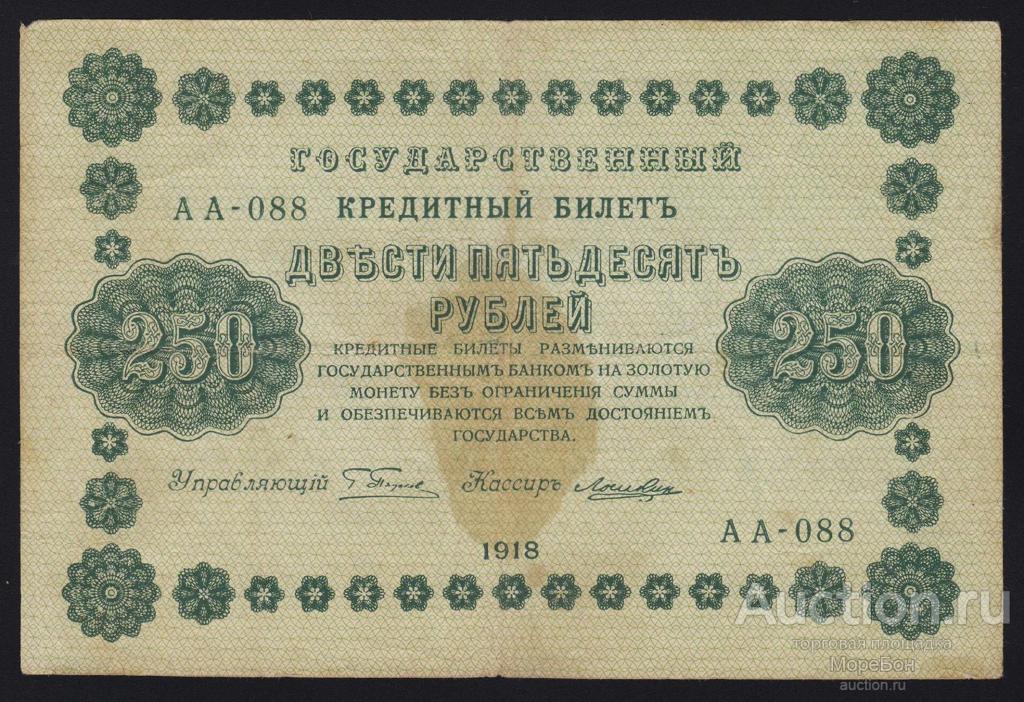 ГОСУДАРСТВЕННЫЙ
АА-088 КРЕДИТНЫЙ БИЛЕТЪ
ДВѢСТИ ПЯТЬДЕСЯТЪ
РУБЛЕЙ
250 250
КРЕДИТНЫЕ БИЛЕТЫ РАЗМѢНИВАЮТСЯ
ГОСУДАРСТВЕННЫМЪ БАНКОМЪ НА ЗОЛОТУЮ
МОНЕТУ БЕЗЪ ОГРАНИЧЕНІЯ СУММЫ
И ОБЕЗПЕЧИВАЮТСЯ ВСѢМЪ ДОСТОЯНІЕМЪ
ГОСУДАРСТВА.
Управляющій Кассиръ
АА-088
1918
Auction.ru
торговая площадка
МореБон
auction.ru